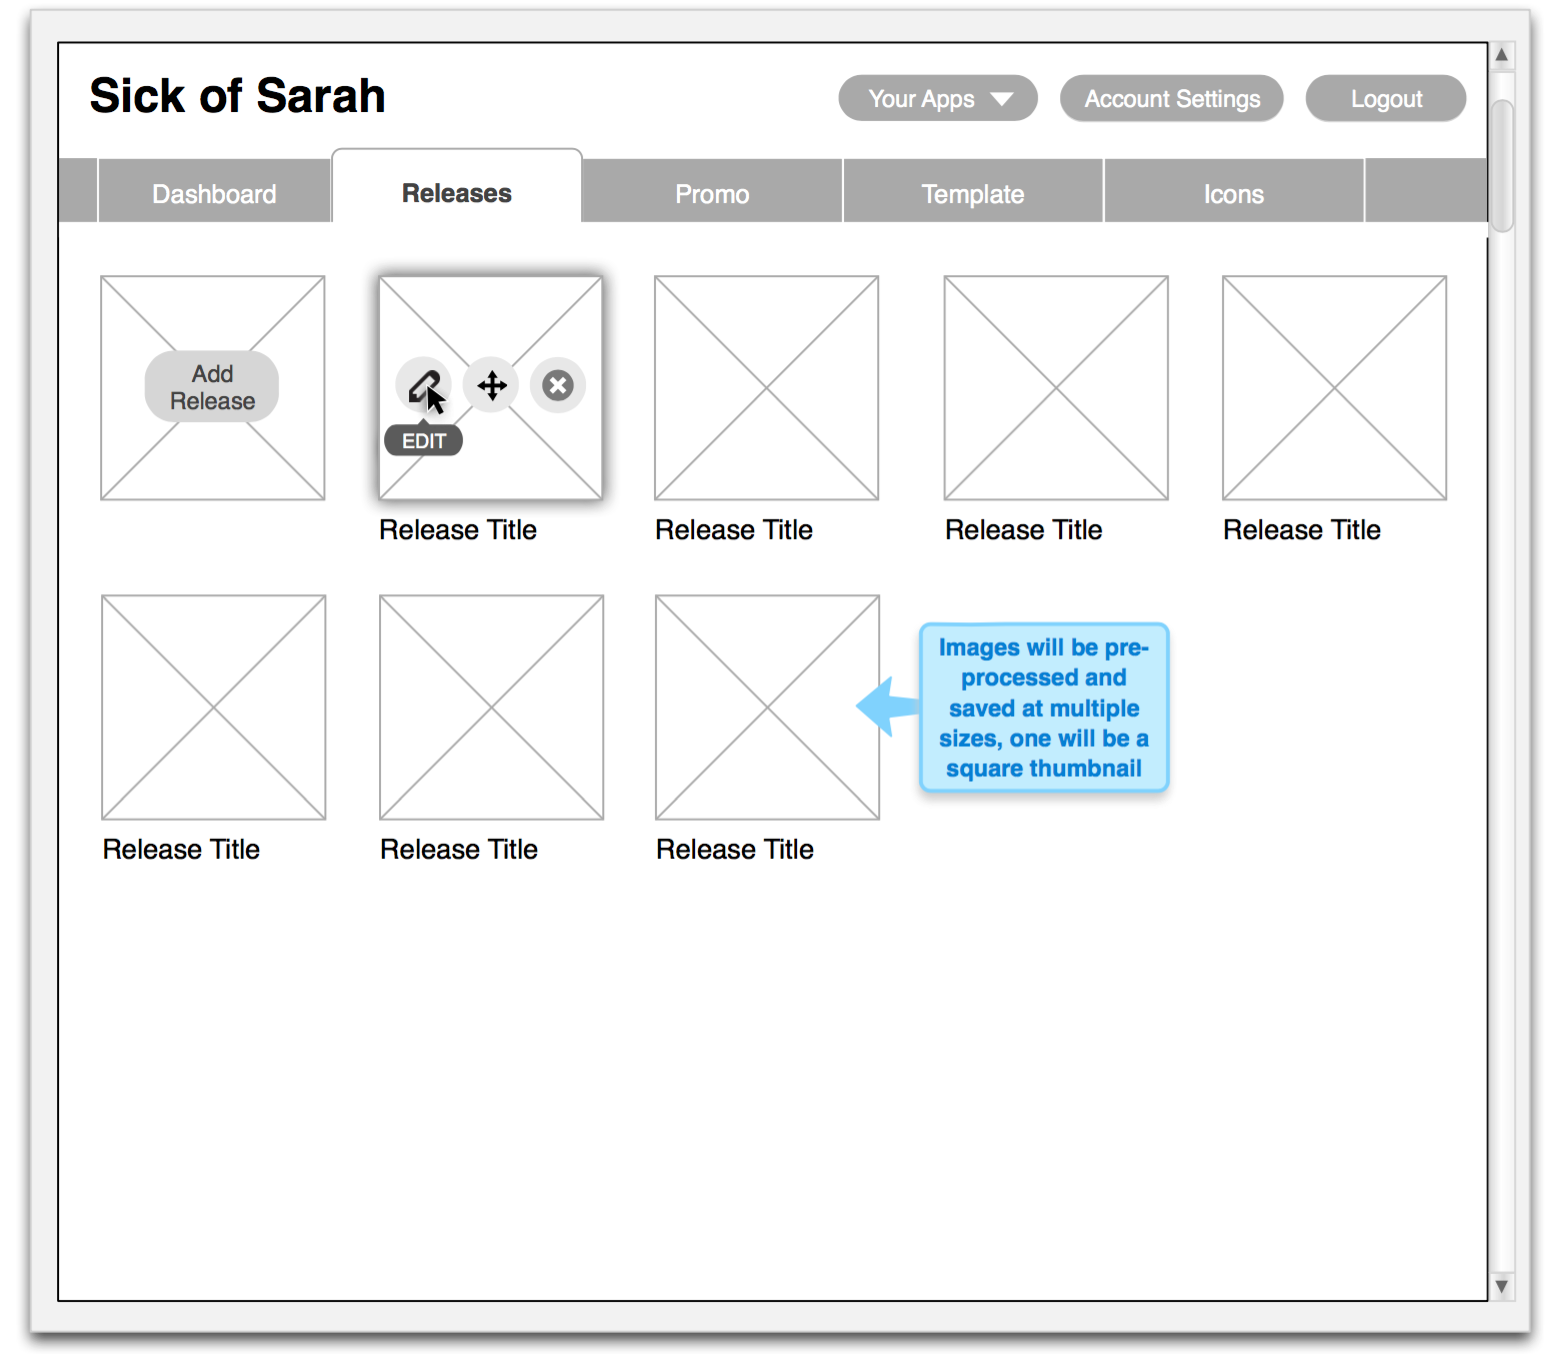 Sick of Sarah
Your Apps
Account Settings
Logout
Dashboard
Releases
Promo
Template
Icons
Add
Release
EDIT
Release Title
Release Title
Release Title
Release Title
Images will be pre-
processed and
saved at multiple
sizes, one will be a
square thumbnail
Release Title
Release Title
Release Title